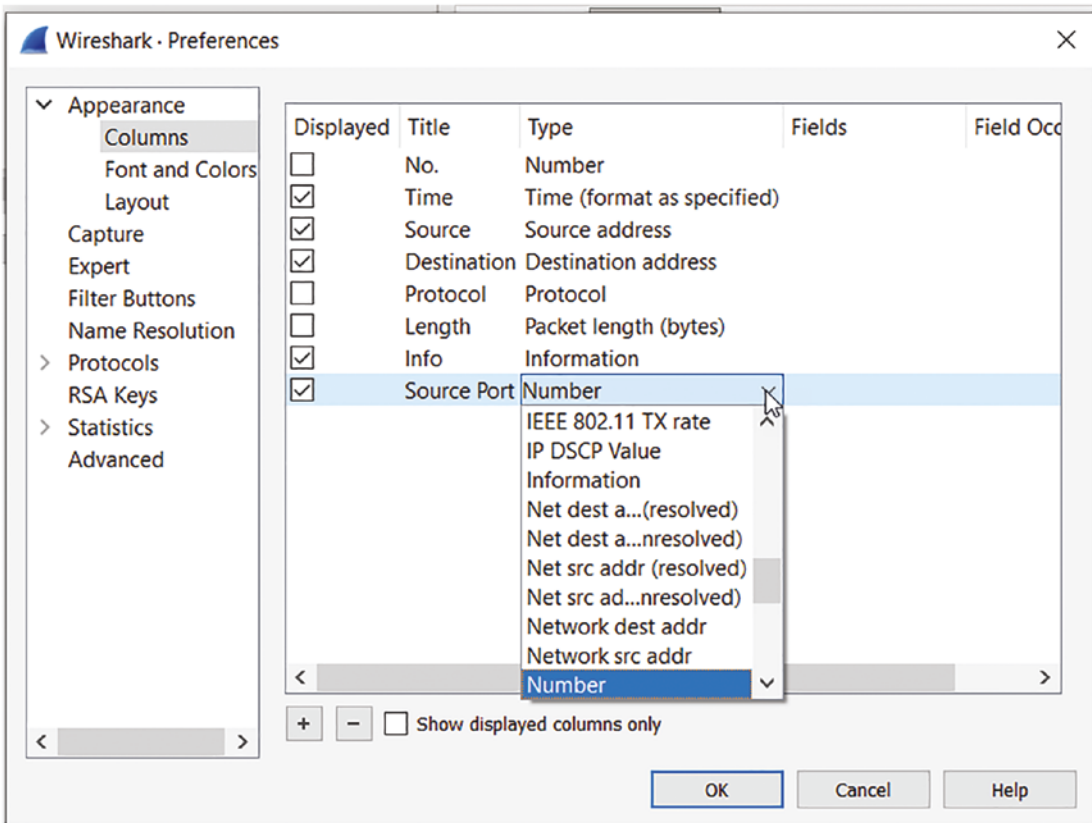 Wireshark · Preferences
Appearance
Columns
Font and Colors
Layout
Capture
Expert
Filter Buttons
Name Resolution
Protocols
RSA Keys
Statistics
Advanced
Displayed Title Type Fields Field Occ
No. Number
Time Time (format as specified)
Source Source address
Destination Destination address
Protocol Protocol
Length Packet length (bytes)
Info Information
Source Port Number
IEEE 802.11 TX rate
IP DSCP Value
Information
Net dest a...(resolved)
Net dest a...nresolved)
Net src addr (resolved)
Net src ad...nresolved)
Network dest addr
Network src addr
Number
+ - Show displayed columns only
OK Cancel Help